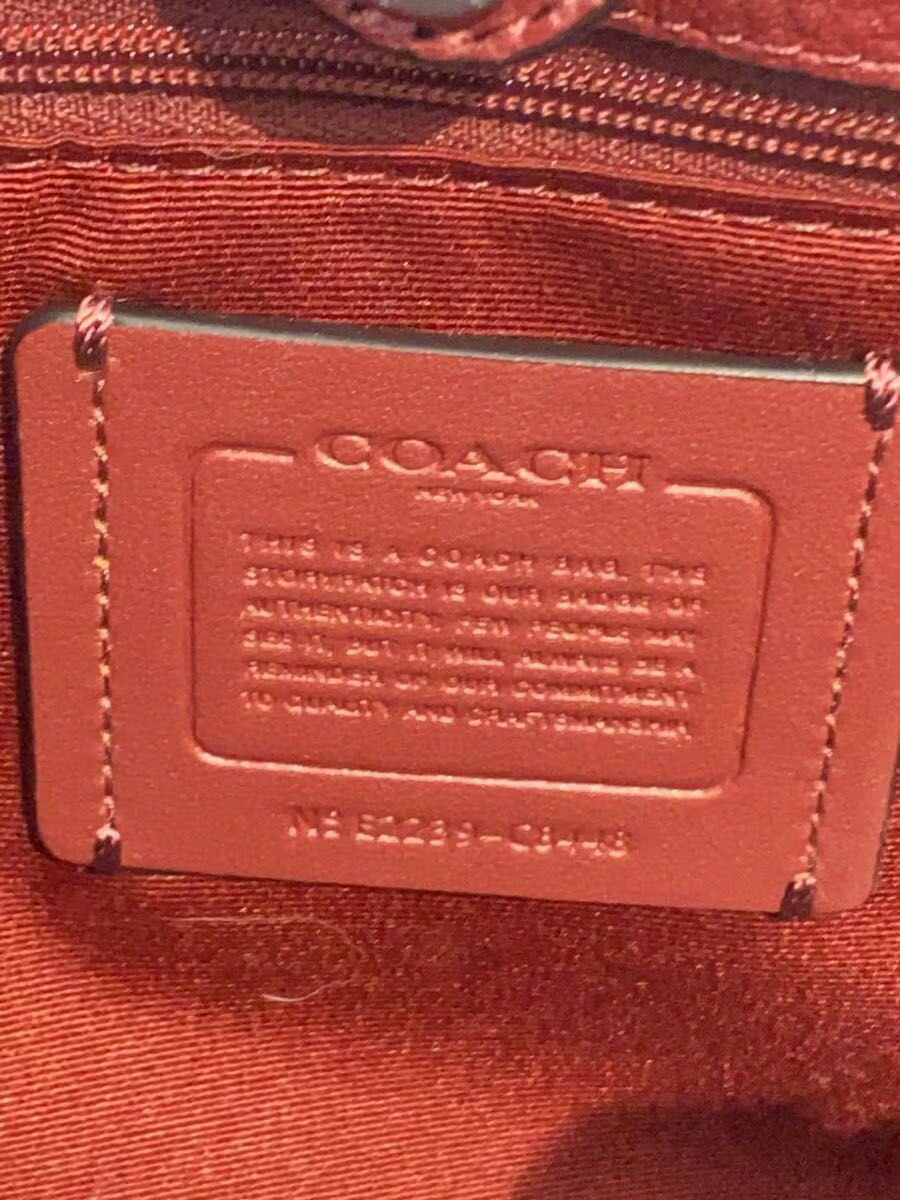 COACH
NEW YORK
THIS IS A COACH BAG. THE
STORYPATCH IS OUR BADGE OF
AUTHENTICITY. FEW PEOPLE MAY
SEE IT, BUT IT WILL ALWAYS BE A
REMINDER OF OUR COMMITMENT
TO QUALITY AND CRAFTSMANSHIP.
Nº